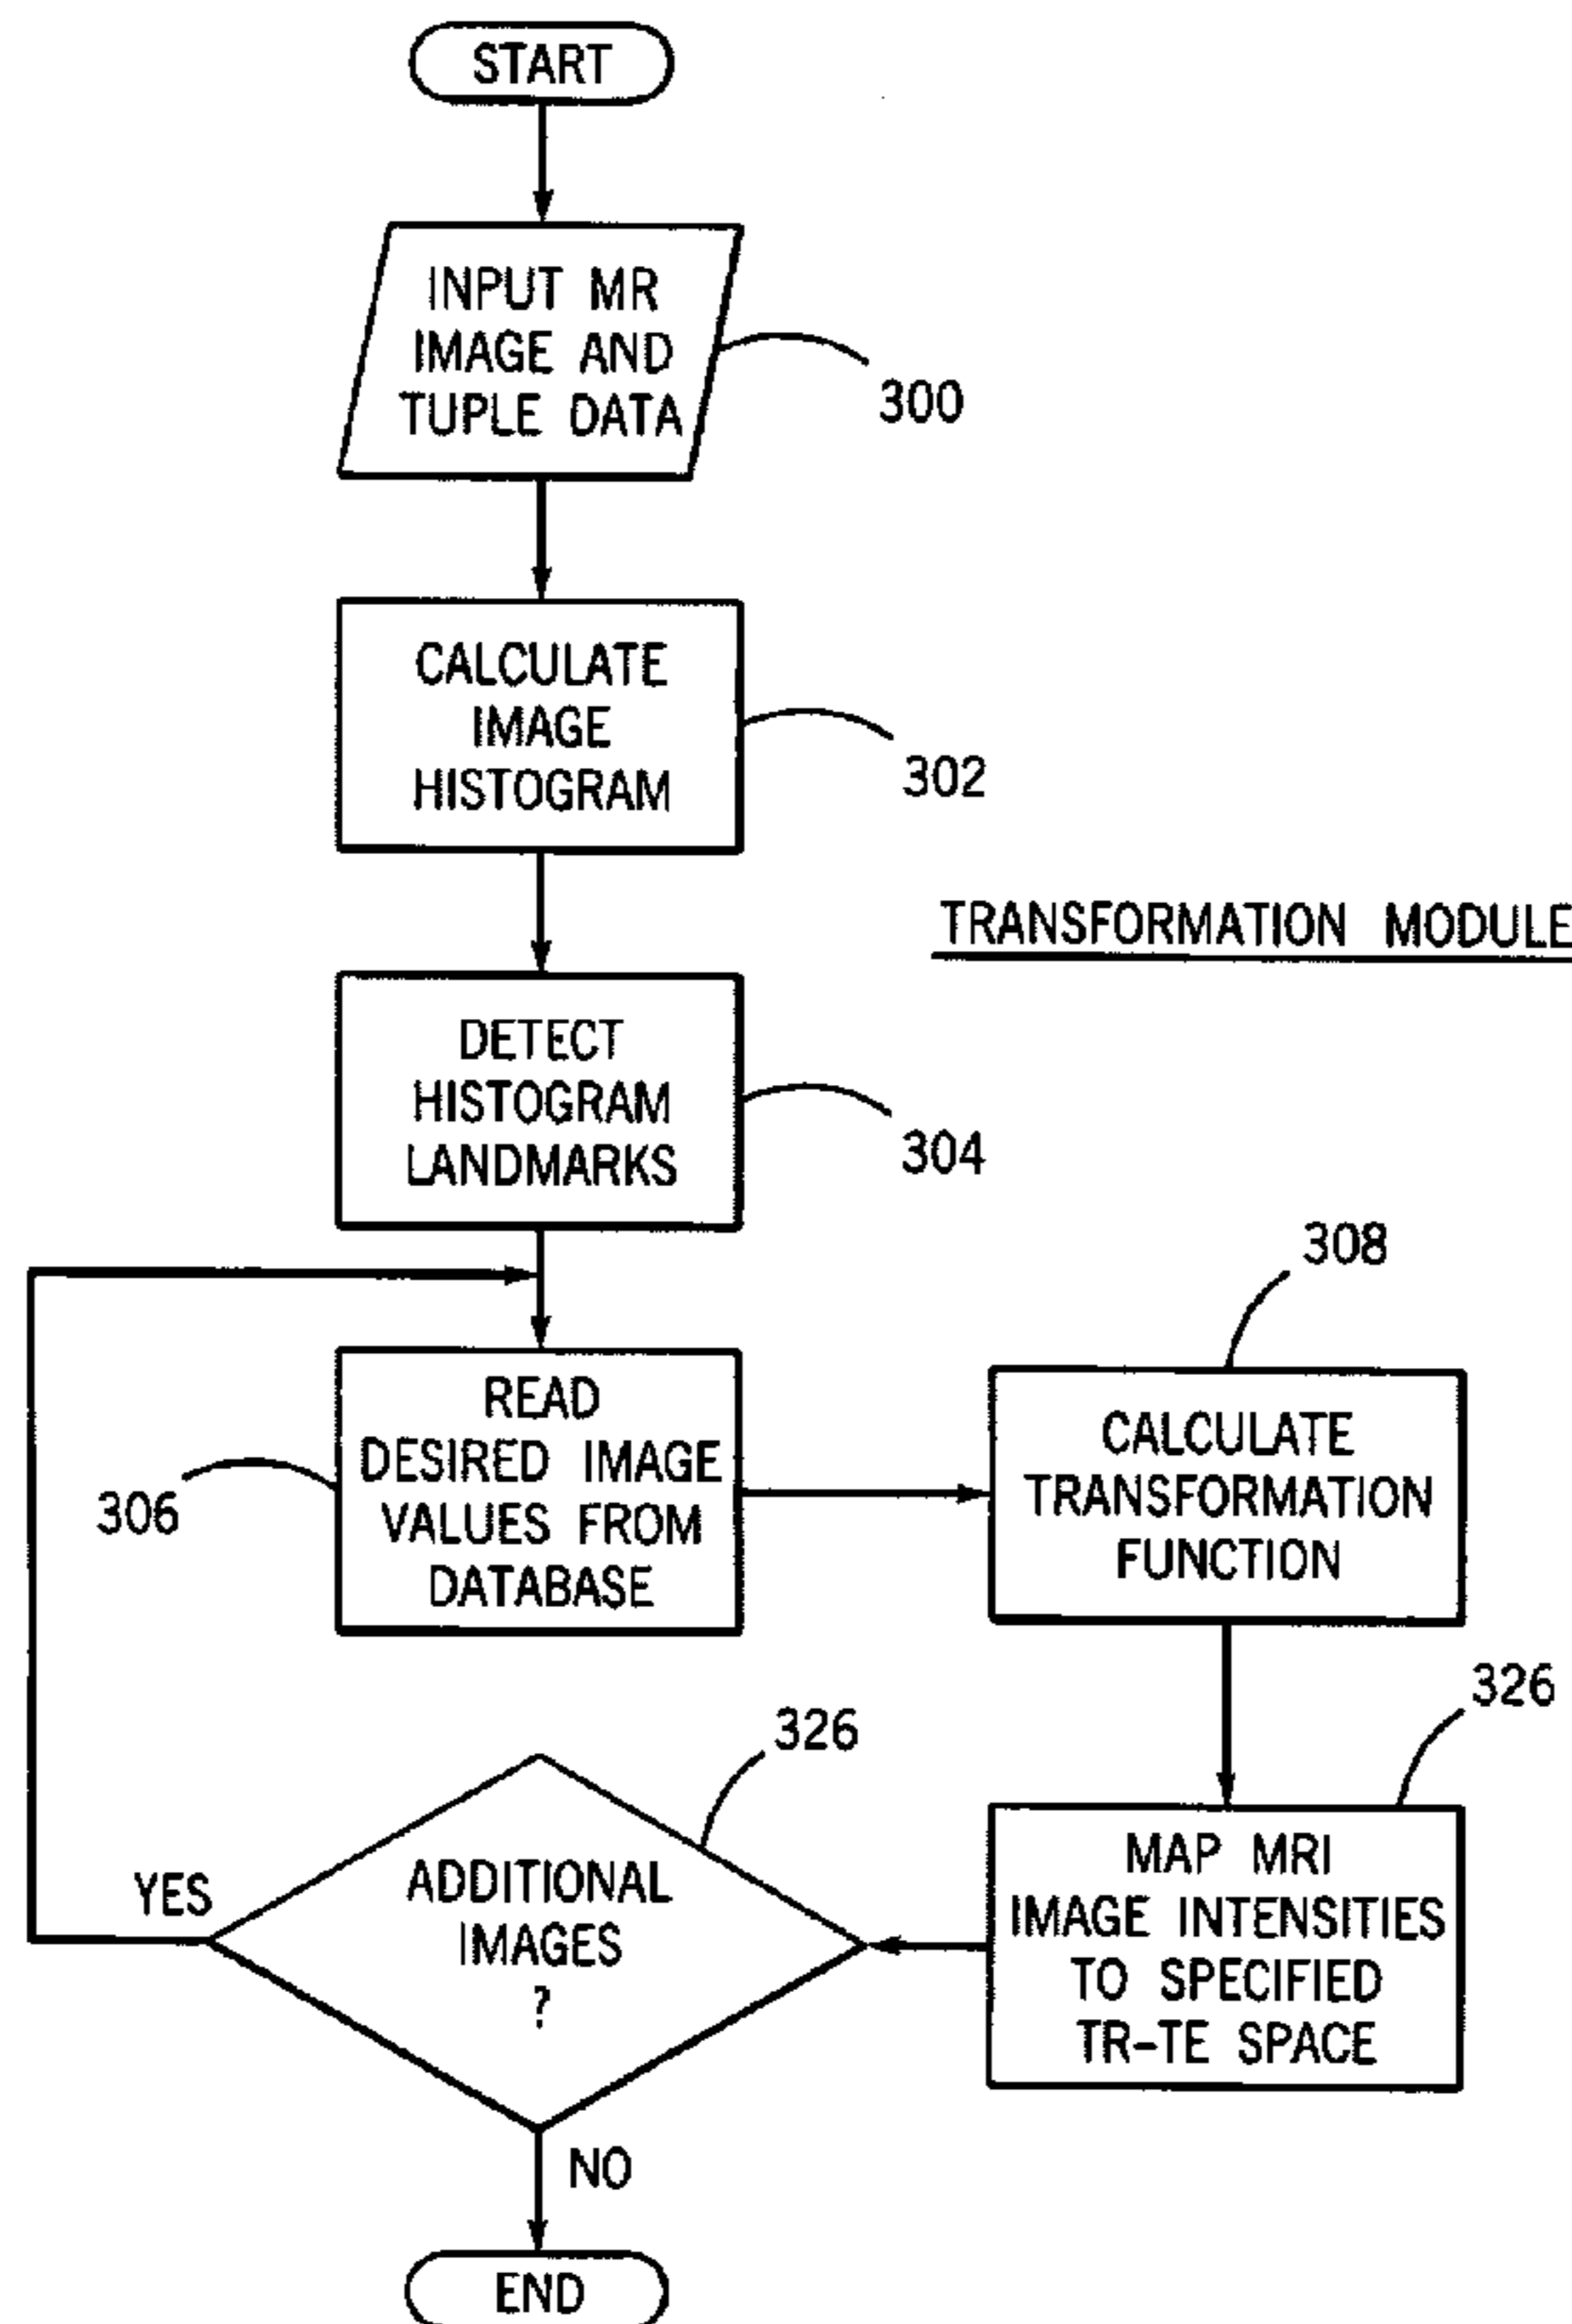 START
INPUT MR
IMAGE AND
TUPLE DATA
300
CALCULATE
IMAGE
HISTOGRAM
302
TRANSFORMATION MODULE
DETECT
HISTOGRAM
LANDMARKS
304
READ
DESIRED IMAGE
VALUES FROM
DATABASE
306
308
CALCULATE
TRANSFORMATION
FUNCTION
326
MAP MRI
IMAGE INTENSITIES
TO SPECIFIED
TR-TE SPACE
326
ADDITIONAL
IMAGES
?
YES
NO
END